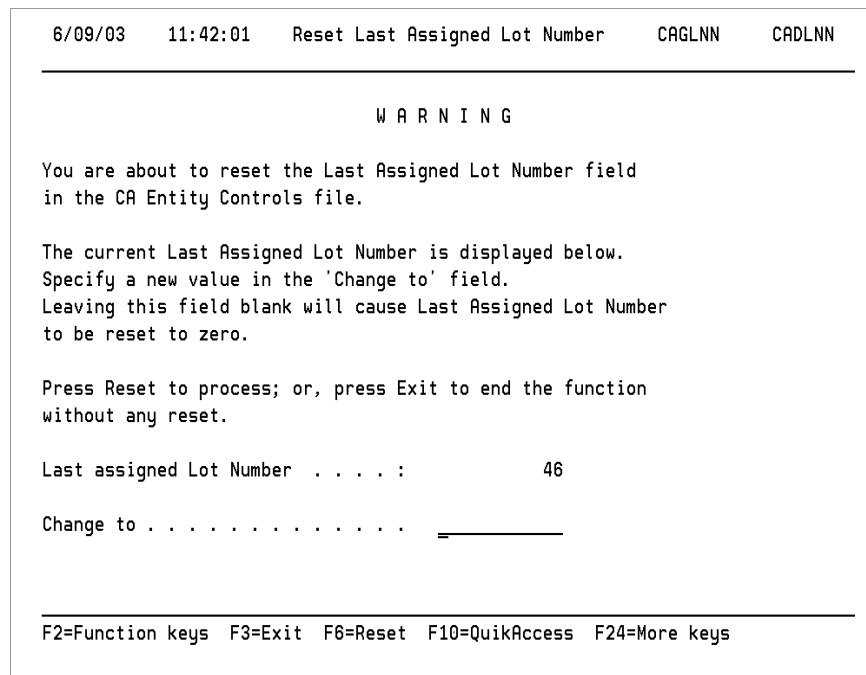 6/09/03 11:42:01 Reset Last Assigned Lot Number CAGLNN CADLNN
W A R N I N G
You are about to reset the Last Assigned Lot Number field
in the CA Entity Controls file.
The current Last Assigned Lot Number is displayed below.
Specify a new value in the 'Change to' field.
Leaving this field blank will cause Last Assigned Lot Number
to be reset to zero.
Press Reset to process; or, press Exit to end the function
without any reset.
Last assigned Lot Number . . . . : 46
Change to . . . . . . . . . . . . .
F2=Function keys F3=Exit F6=Reset F10=QuikAccess F24=More keys